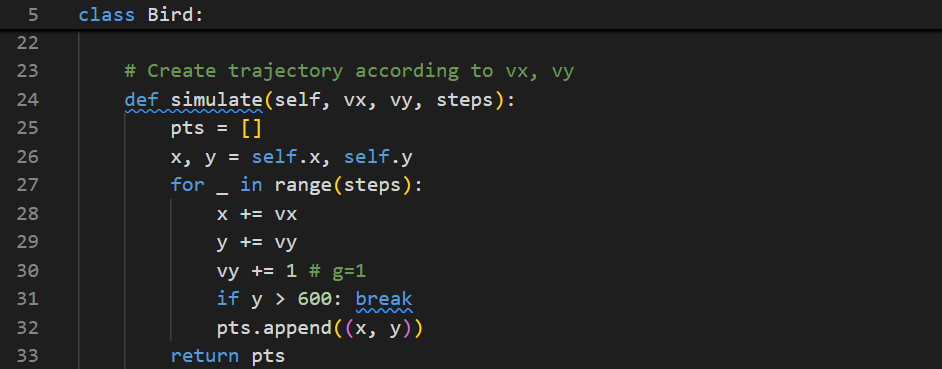 5 class Bird:
22
23 # Create trajectory according to vx, vy
24 def simulate(self, vx, vy, steps):
25 pts = []
26 x, y = self.x, self.y
27 for _ in range(steps):
28 x += vx
29 y += vy
30 vy += 1 # g=1
31 if y > 600: break
32 pts.append((x, y))
33 return pts